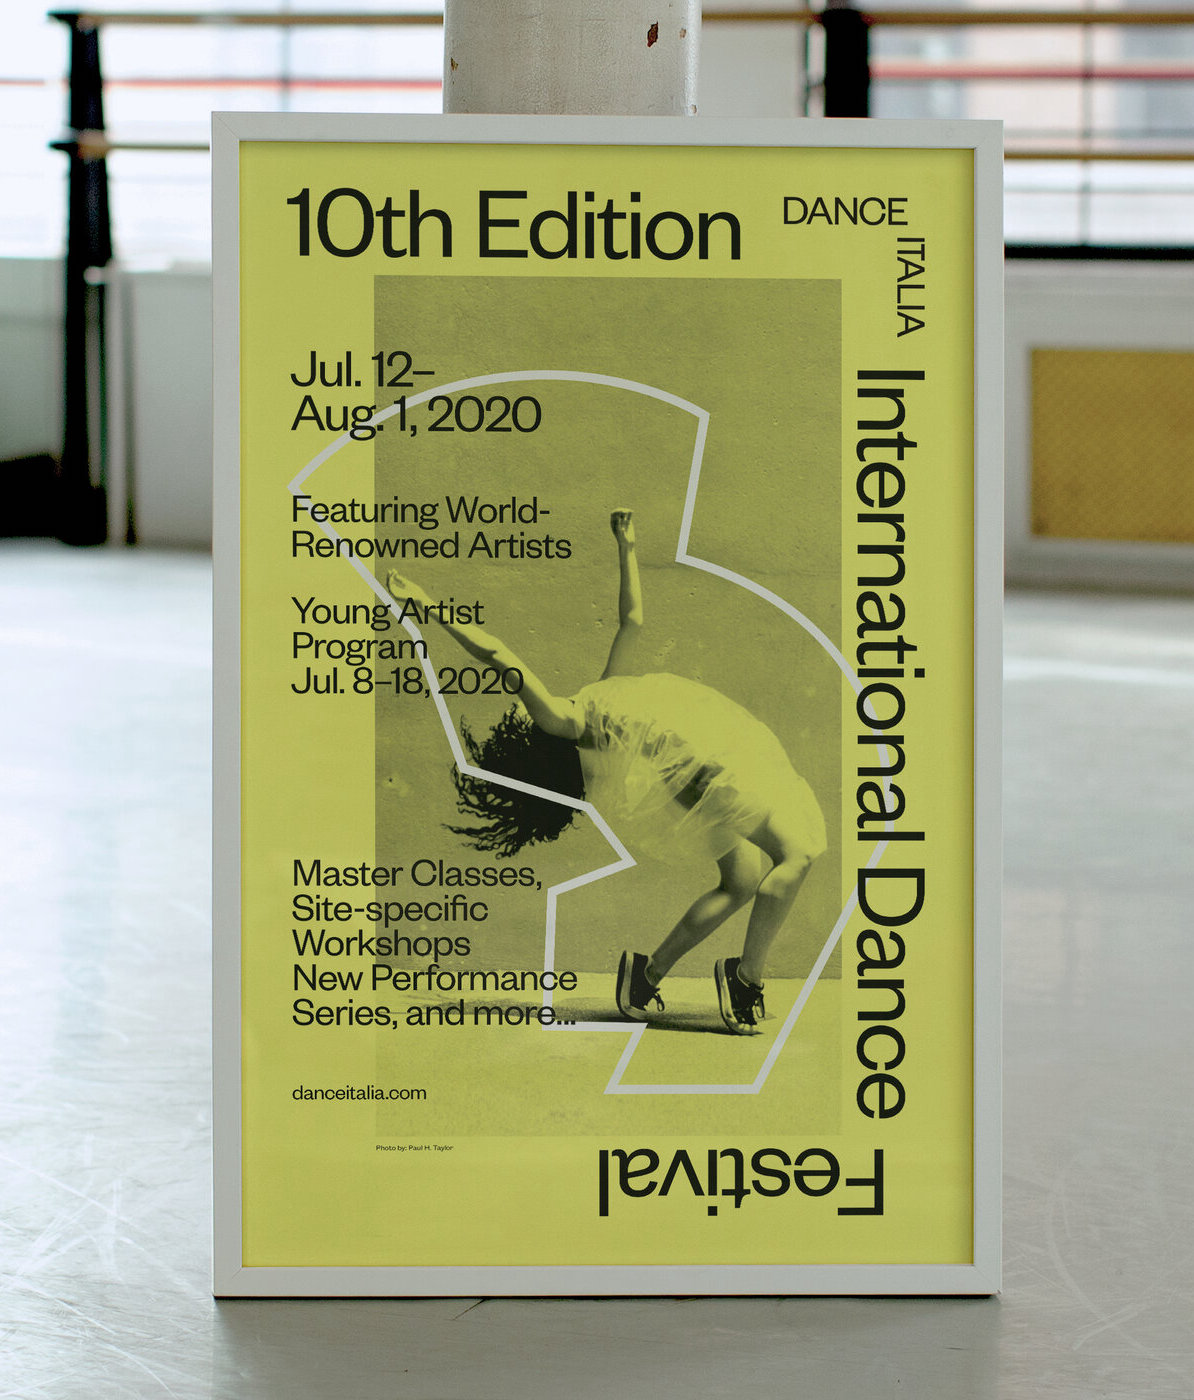 10th Edition
DANCE
ITALIA
International Dance
Festival
Jul. 12–
Aug. 1, 2020
Featuring World-
Renowned Artists
Young Artist
Program
Jul. 8–18, 2020
Master Classes,
Site-specific
Workshops
New Performance
Series, and more...
danceitalia.com
Photo by: Paul H. Taylor